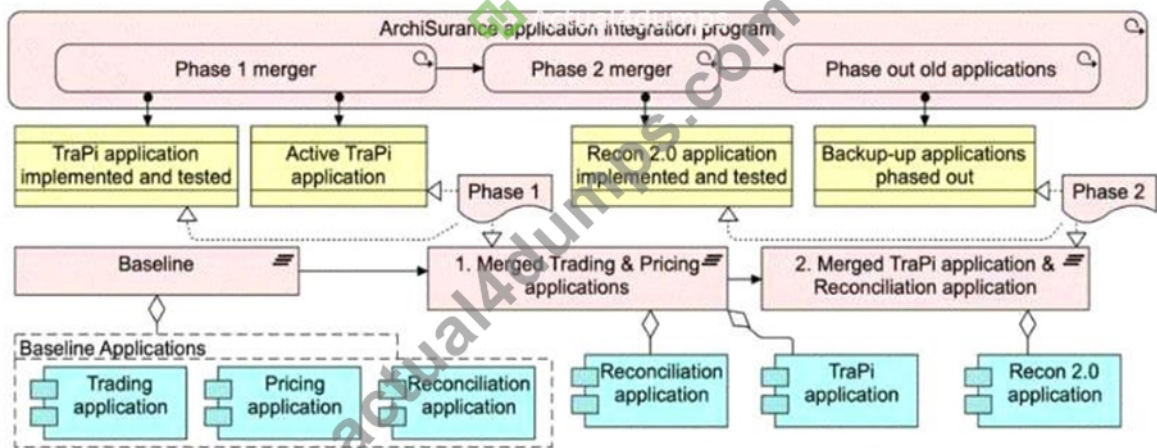 Actual4dumps
ArchiSurance application integration program
Phase 1 merger
Phase 2 merger
Phase out old applications
TraPi application
implemented and tested
Active TraPi
application
Recon 2.0 application
implemented and tested
Backup-up applications
phased out
Phase 1
Phase 2
Baseline
1. Merged Trading & Pricing
applications
2. Merged TraPi application &
Reconciliation application
Baseline Applications
Trading
application
Pricing
application
Reconciliation
application
Reconciliation
application
TraPi
application
Recon 2.0
application
actual4dumps.com